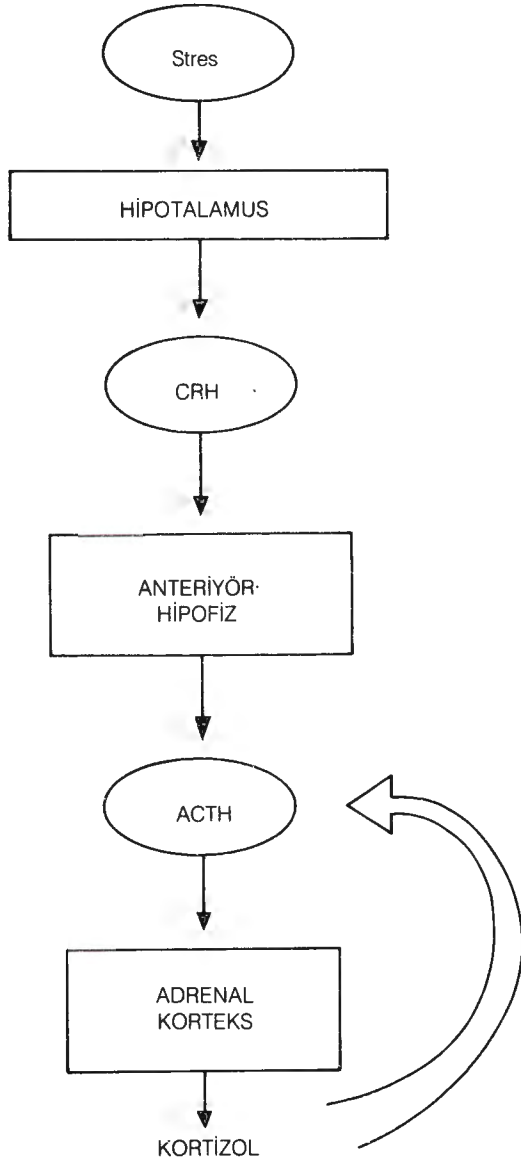 Stres
HİPOTALAMUS
CRH
ANTERİYÖR
HİPOFİZ
ACTH
ADRENAL
KORTEKS
KORTİZOL